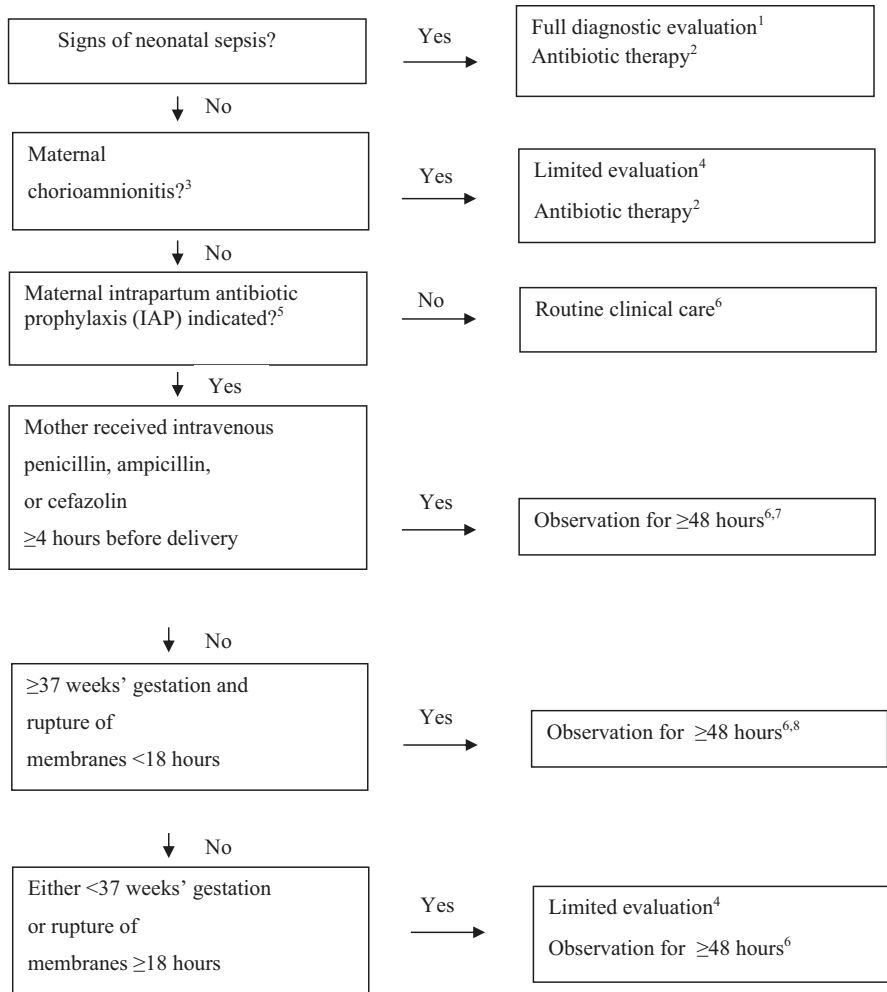 Signs of neonatal sepsis?
Yes
Full diagnostic evaluation¹
Antibiotic therapy²
No
Maternal
chorioamnionitis?³
Yes
Limited evaluation⁴
Antibiotic therapy²
No
Maternal intrapartum antibiotic
prophylaxis (IAP) indicated?⁵
No
Routine clinical care⁶
Yes
Mother received intravenous
penicillin, ampicillin,
or cefazolin
≥4 hours before delivery
Yes
Observation for ≥48 hours⁶,⁷
No
≥37 weeks’ gestation and
rupture of
membranes <18 hours
Yes
Observation for ≥48 hours⁶,⁸
No
Either <37 weeks’ gestation
or rupture of
membranes ≥18 hours
Yes
Limited evaluation⁴
Observation for ≥48 hours⁶